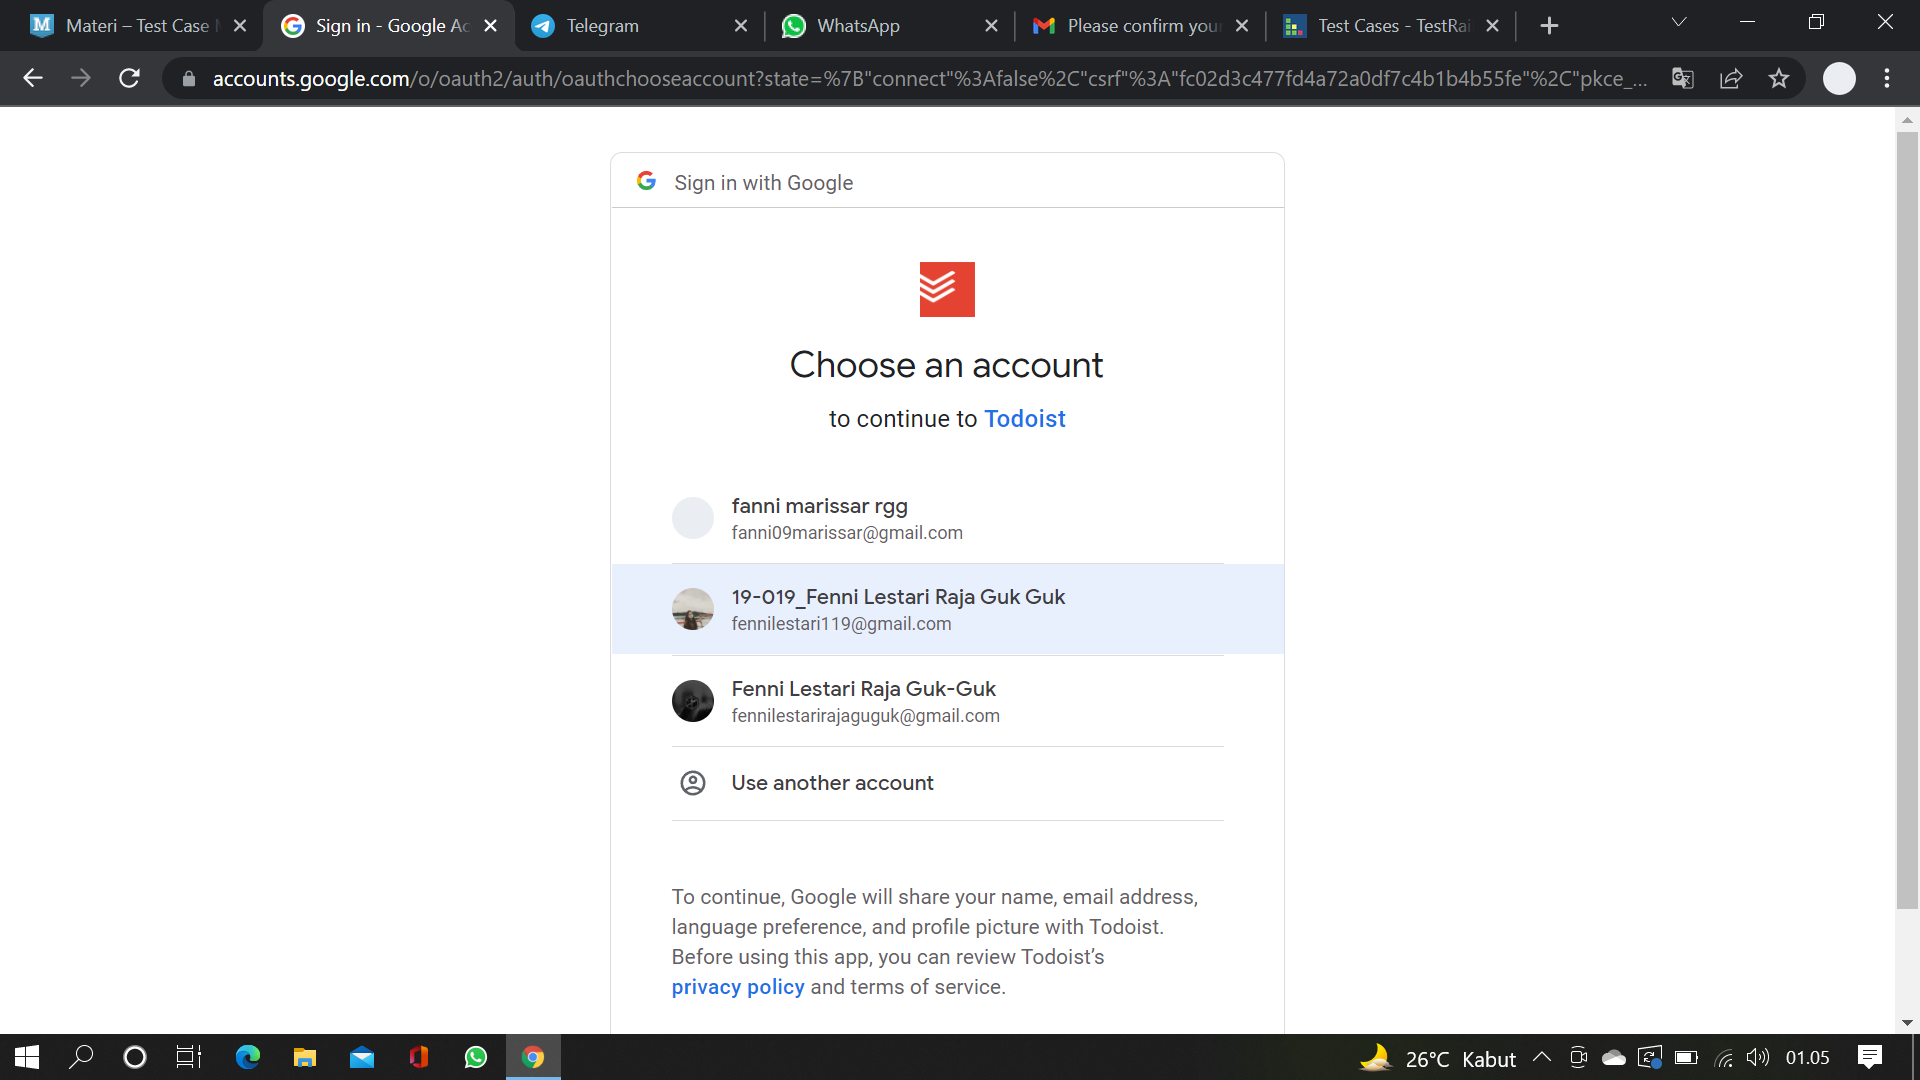 Materi – Test Case
Sign in - Google Ac
Telegram
WhatsApp
Please confirm your
Test Cases - TestRai
accounts.google.com/o/oauth2/auth/oauthchooseaccount?state=%7B"connect"%3Afalse%2C"csrf"%3A"fc02d3c477fd4a72a0df7c4b1b4b55fe"%2C"pkce_...
Sign in with Google
Choose an account
to continue to Todoist
fanni marissar rgg
fanni09marissar@gmail.com
19-019_Fenni Lestari Raja Guk Guk
fennilestari119@gmail.com
Fenni Lestari Raja Guk-Guk
fennilestarirajaguguk@gmail.com
Use another account
To continue, Google will share your name, email address,
language preference, and profile picture with Todoist.
Before using this app, you can review Todoist’s
privacy policy and terms of service.
26°C Kabut
01.05